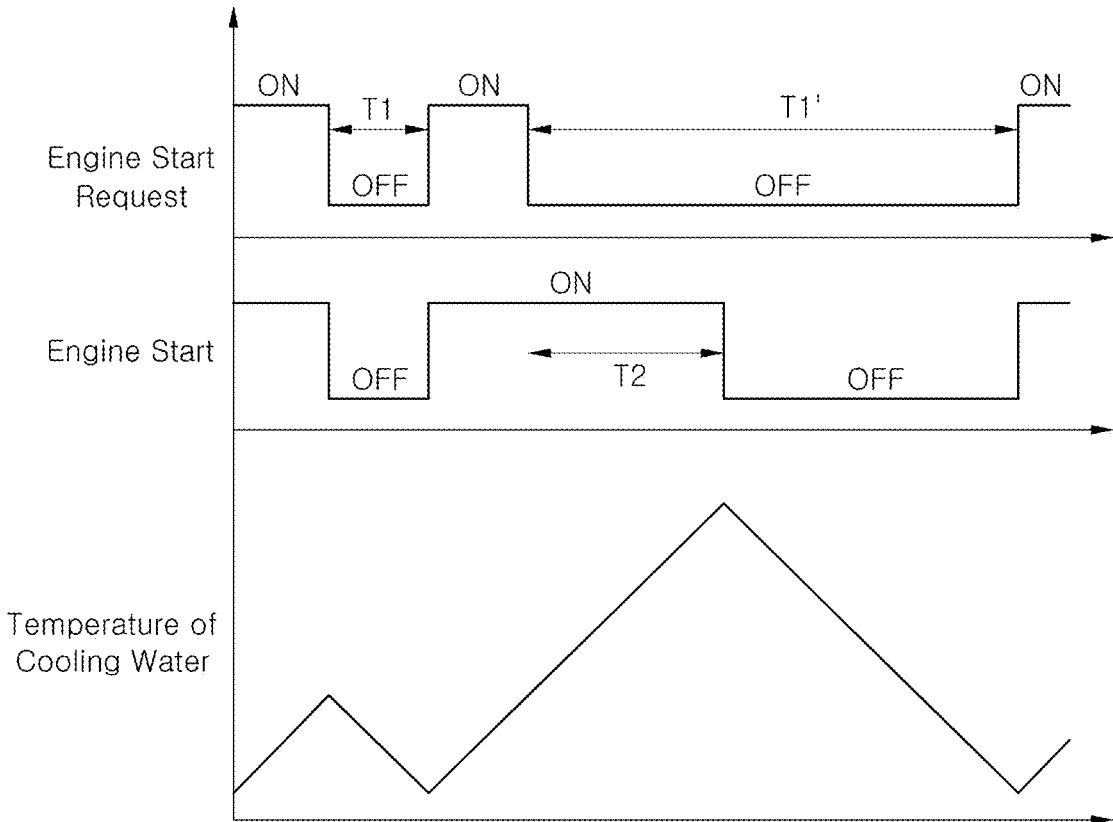 ON
T1
ON
T1'
ON
Engine Start
Request
OFF
OFF
ON
Engine Start
OFF
T2
OFF
Temperature of
Cooling Water